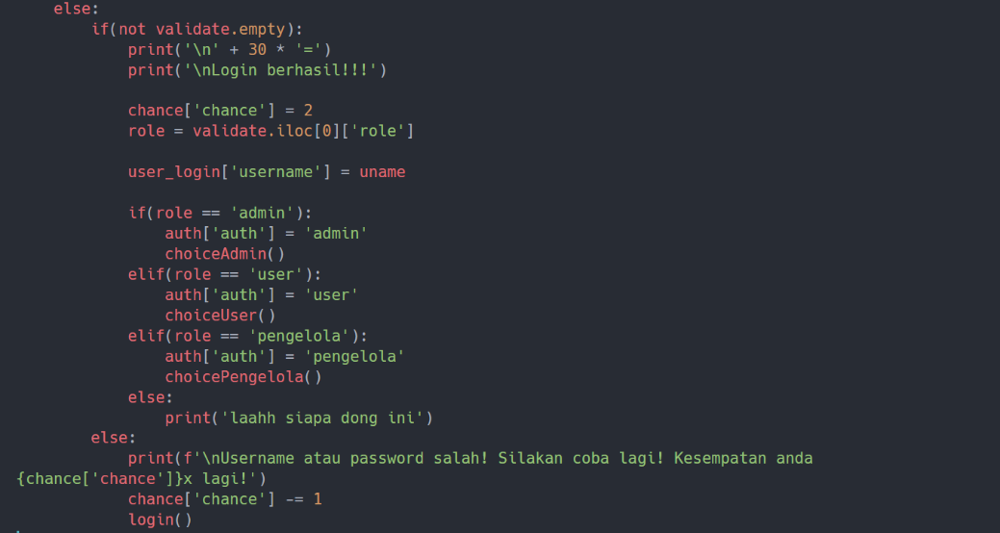 else:
if(not validate.empty):
print('\n' + 30 * '=')
print('\nLogin berhasil!!!')
chance['chance'] = 2
role = validate.iloc[0]['role']
user_login['username'] = uname
if(role == 'admin'):
auth['auth'] = 'admin'
choiceAdmin()
elif(role == 'user'):
auth['auth'] = 'user'
choiceUser()
elif(role == 'pengelola'):
auth['auth'] = 'pengelola'
choicePengelola()
else:
print('laahh siapa dong ini')
else:
print(f'\nUsername atau password salah! Silakan coba lagi! Kesempatan anda
{chance['chance']}x lagi!')
chance['chance'] -= 1
login()